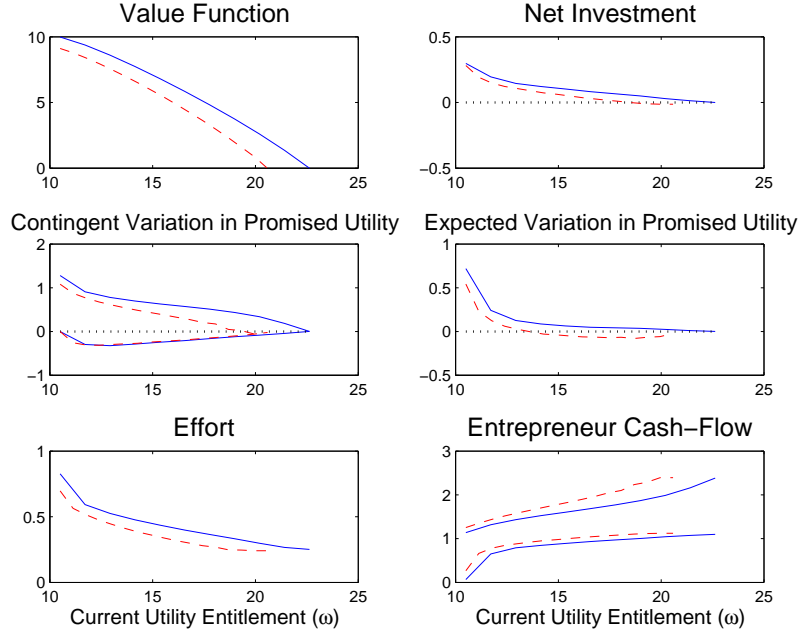 Value Function
10
5
0
10 15 20 25
Net Investment
0.5
0
−0.5
10 15 20 25
Contingent Variation in Promised Utility
2
1
0
−1
10 15 20 25
Expected Variation in Promised Utility
1
0.5
0
−0.5
10 15 20 25
Effort
1
0.5
0
10 15 20 25
Current Utility Entitlement (ω)
Entrepreneur Cash−Flow
3
2
1
0
10 15 20 25
Current Utility Entitlement (ω)